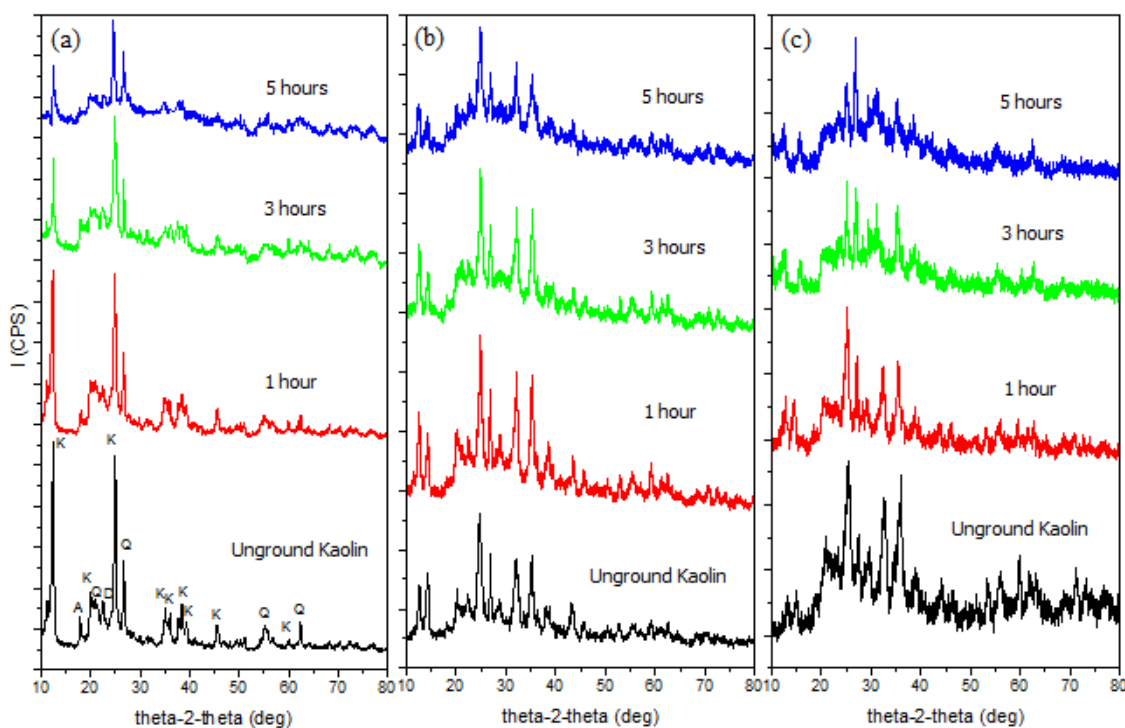 (a)
5 hours
3 hours
1 hour
Unground Kaolin
K
K
Q
K
A
Q
D
K
K
K
K
K
Q
K
Q
10 20 30 40 50 60 70 80
theta-2-theta (deg)
I (CPS)
(b)
5 hours
3 hours
1 hour
Unground Kaolin
10 20 30 40 50 60 70 80
theta-2-theta (deg)
(c)
5 hours
3 hours
1 hour
Unground Kaolin
10 20 30 40 50 60 70 80
theta-2-theta (deg)